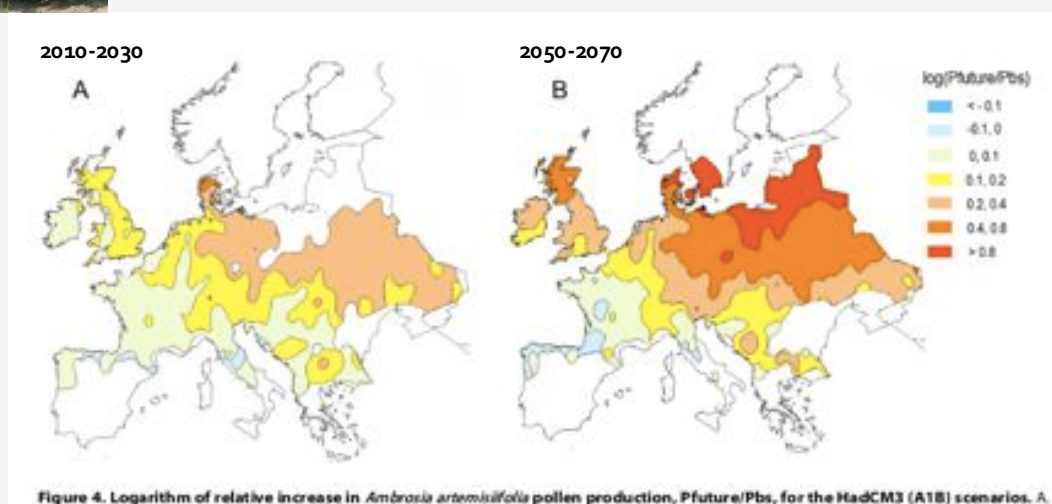 2010-2030
2050-2070
A
B
log(Pfuture/Pbs)
< -0.1
-0.1, 0
0, 0.1
0.1, 0.2
0.2, 0.4
0.4, 0.8
> 0.8
Figure 4. Logarithm of relative increase in Ambrosia artemisiifolia pollen production, Pfuture/Pbs, for the HadCM3 (A1B) scenarios. A.